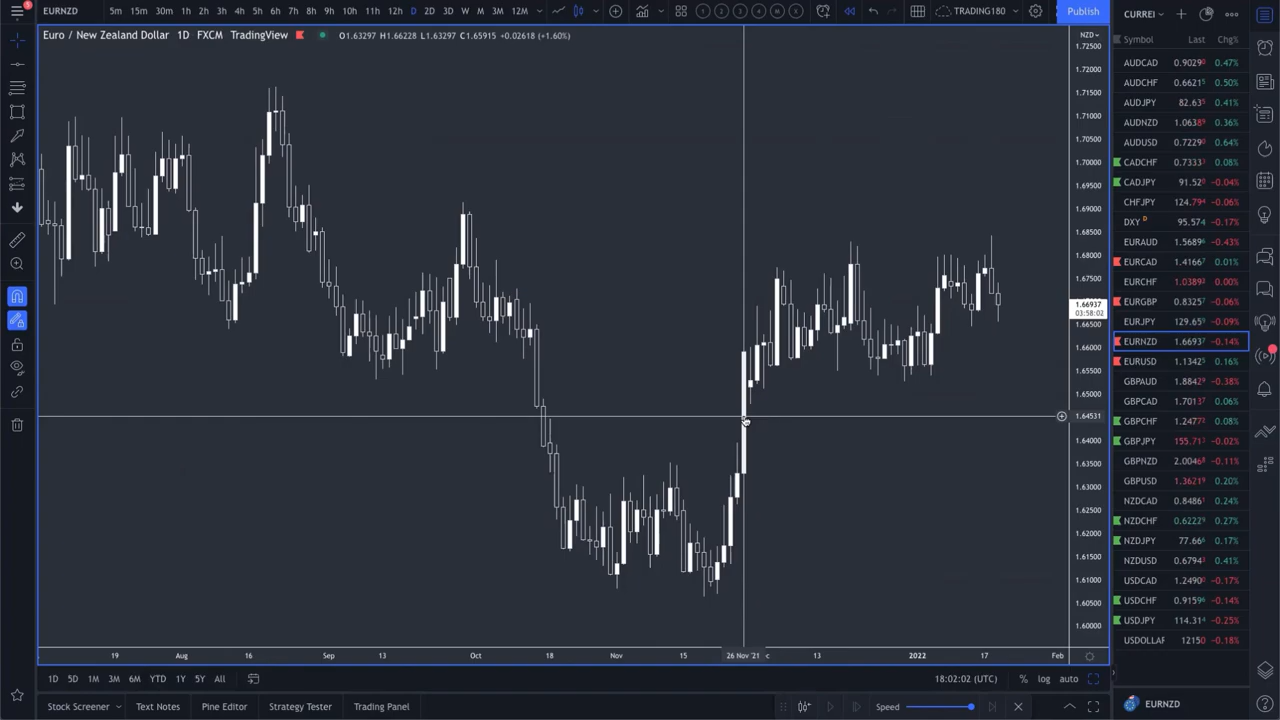 EURNZD 5m 15m 30m 1h 2h 3h 4h 5h 6h 7h 8h 9h 10h 11h 12h D 2D 3D W M 3M 12M TRADING180 Publish
Euro / New Zealand Dollar 1D FXCM TradingView O1.63297 H1.66228 L1.63297 C1.65915 +0.02618 (+1.60%)
NZD
1.72500
1.72000
1.71500
1.71000
1.70500
1.70000
1.69500
1.69000
1.68500
1.68000
1.67500
1.66937
03:58:02
1.66500
1.66000
1.65500
1.65000
1.64531
1.64000
1.63500
1.63000
1.62500
1.62000
1.61500
1.61000
1.60500
1.60000
19 Aug 16 Sep 13 Oct 18 Nov 15 26 Nov '21 c 13 2022 17 Feb
1D 5D 1M 3M 6M YTD 1Y 5Y All 18:02:02 (UTC) % log auto
Stock Screener Text Notes Pine Editor Strategy Tester Trading Panel Speed
CURREI
Symbol Last Chg%
AUDCAD 0.9029 0.47%
AUDCHF 0.6621 0.50%
AUDJPY 82.63 0.41%
AUDNZD 1.0638 0.36%
AUDUSD 0.7229 0.64%
CADCHF 0.7333 0.08%
CADJPY 91.52 −0.04%
CHFJPY 124.79 −0.06%
DXY D 95.574 −0.17%
EURAUD 1.5689 −0.43%
EURCAD 1.4166 0.01%
EURCHF 1.0389 0.00%
EURGBP 0.8325 −0.06%
EURJPY 129.65 −0.09%
EURNZD 1.6693 −0.14%
EURUSD 1.1342 0.16%
GBPAUD 1.8842 −0.38%
GBPCAD 1.7013 0.06%
GBPCHF 1.2477 0.08%
GBPJPY 155.71 −0.02%
GBPNZD 2.0046 −0.11%
GBPUSD 1.3621 0.20%
NZDCAD 0.8486 0.24%
NZDCHF 0.6222 0.27%
NZDJPY 77.66 0.17%
NZDUSD 0.6794 0.41%
USDCAD 1.2490 −0.17%
USDCHF 0.9159 −0.14%
USDJPY 114.31 −0.25%
USDOLLAF 12150 −0.18%
EURNZD